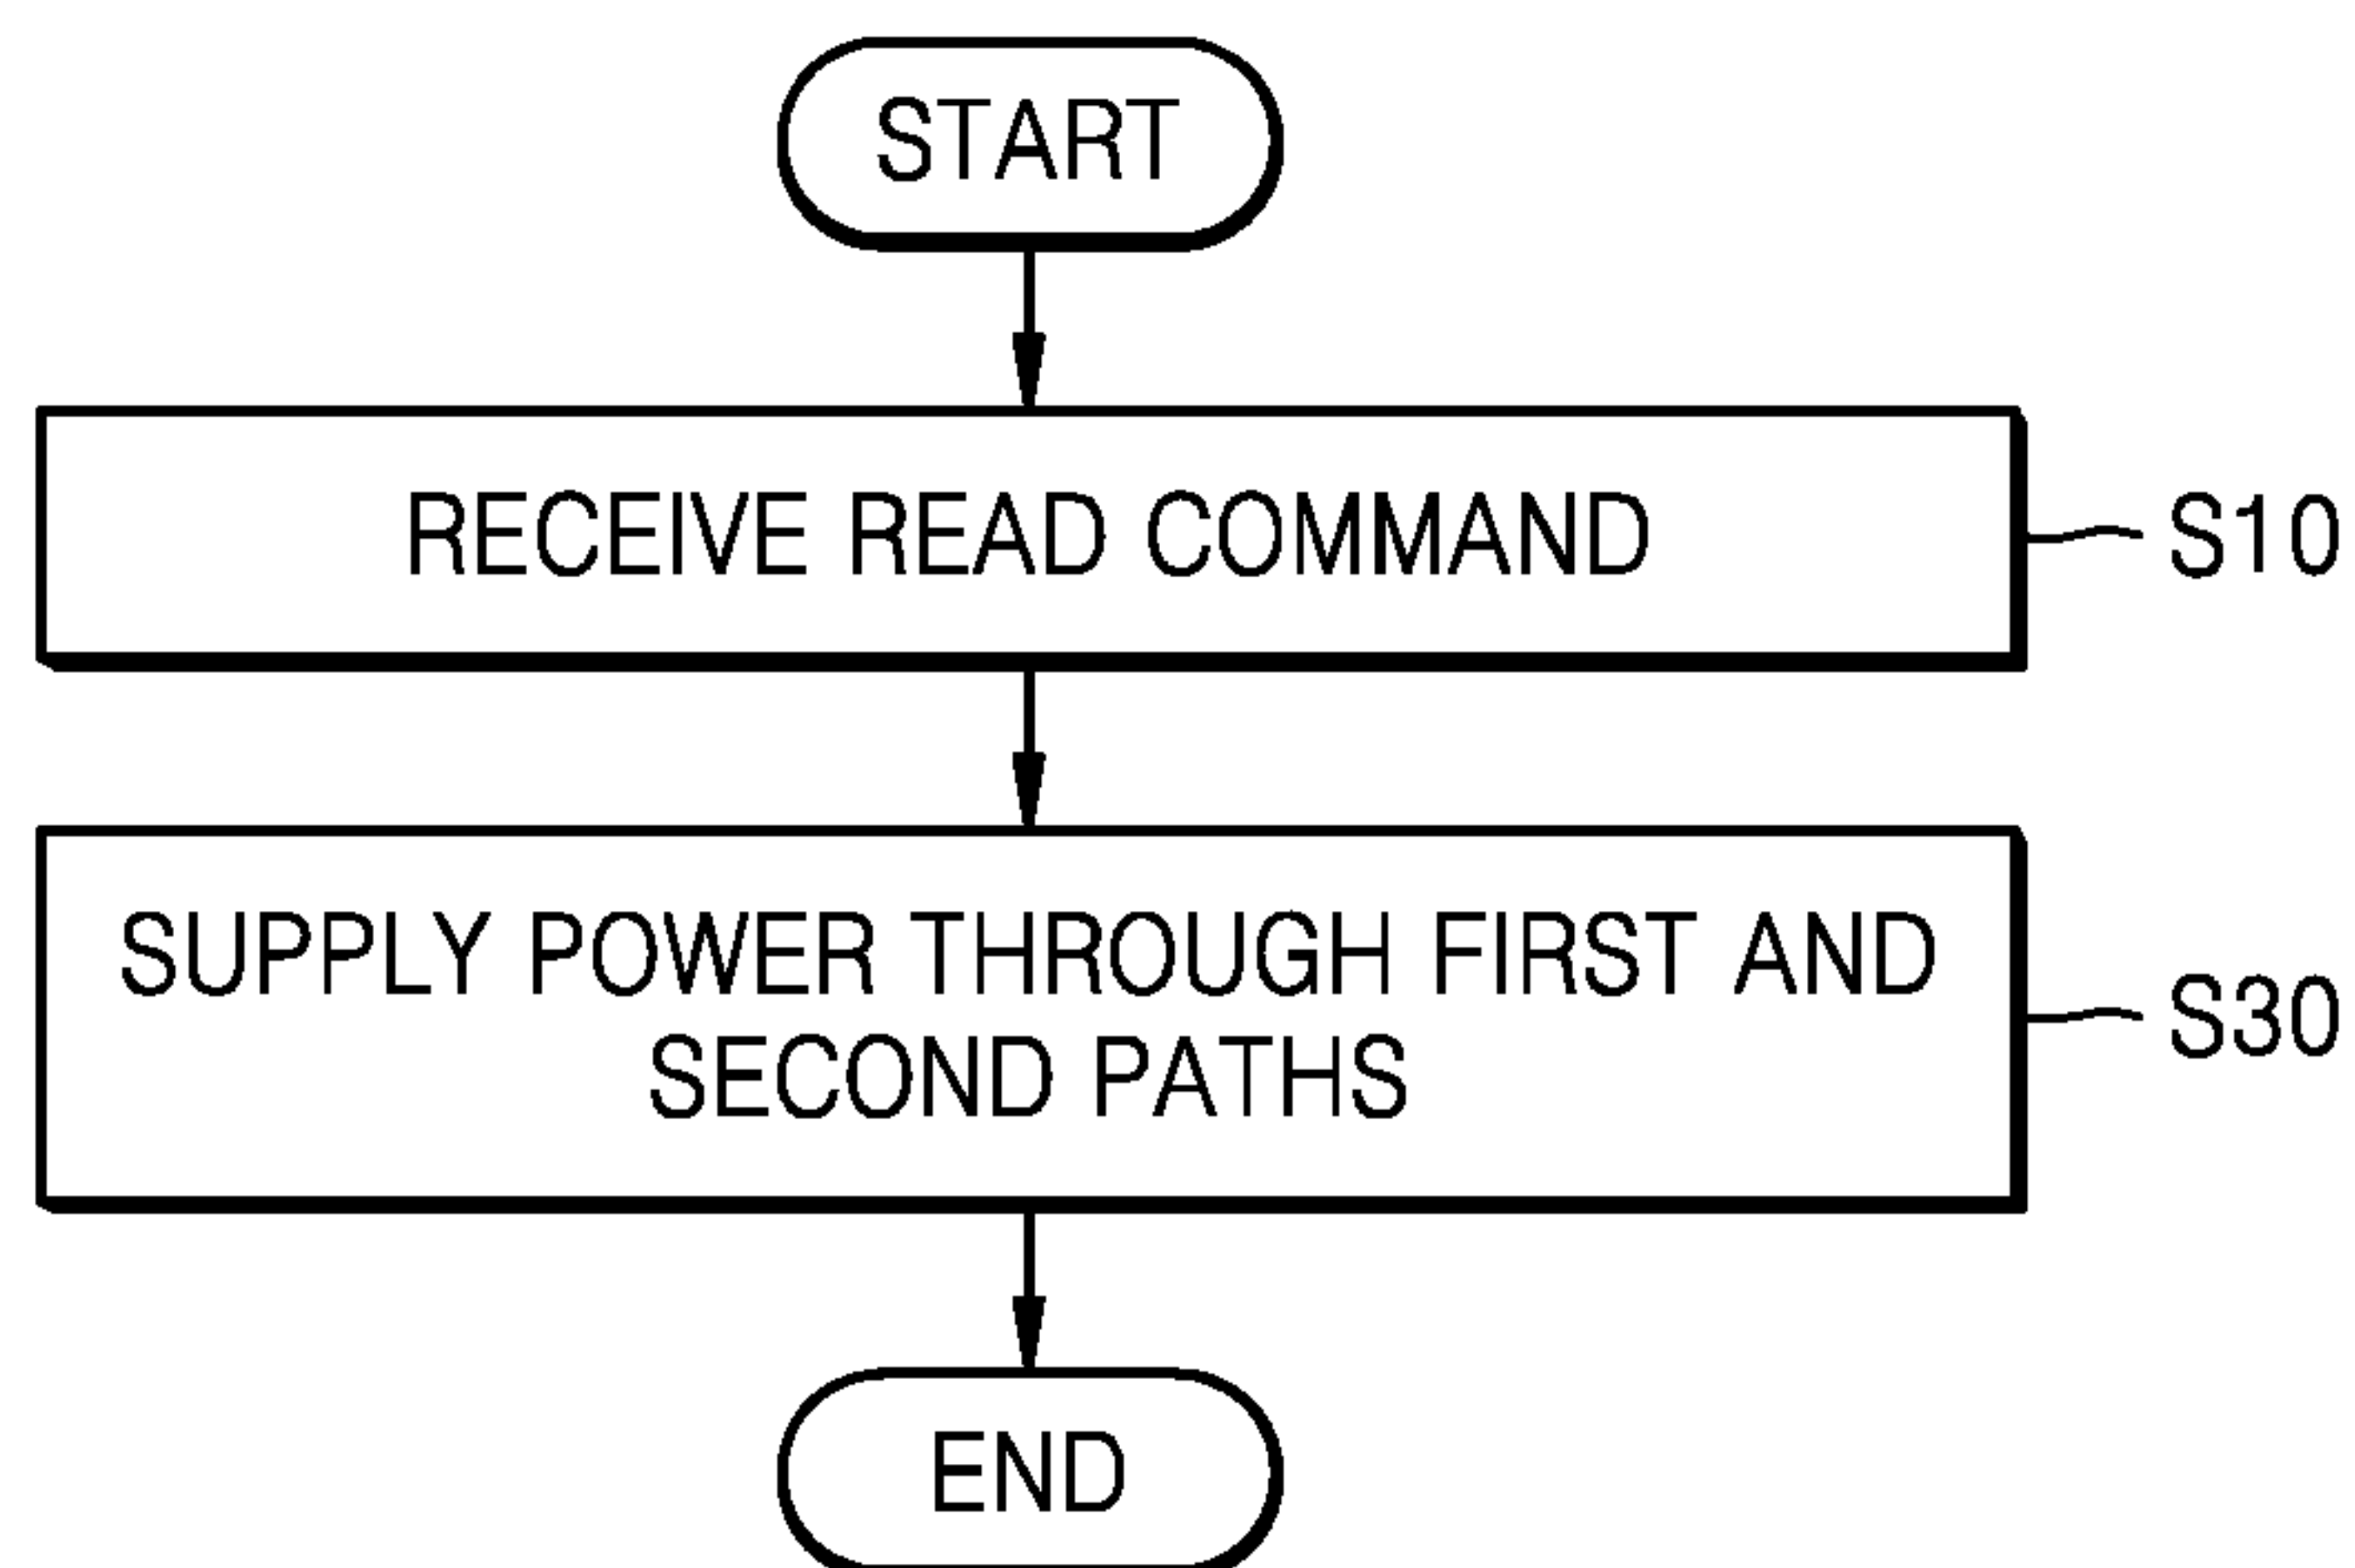 START
RECEIVE READ COMMAND
S10
SUPPLY POWER THROUGH FIRST AND
SECOND PATHS
S30
END